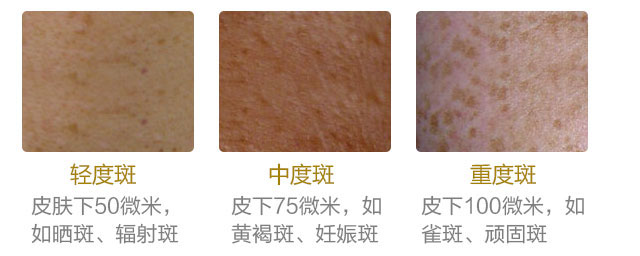 轻度斑
皮肤下50微米，
如晒斑、辐射斑
中度斑
皮下75微米，如
黄褐斑、妊娠斑
重度斑
皮下100微米，如
雀斑、顽固斑